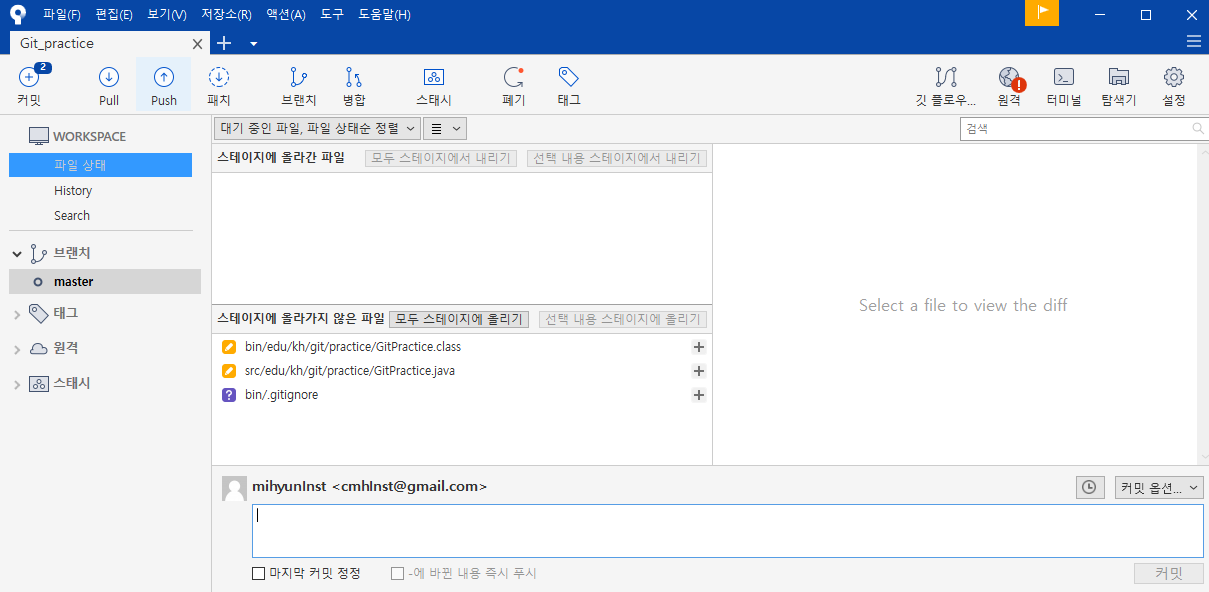 파일(F) 편집(E) 보기(V) 저장소(R) 액션(A) 도구 도움말(H)
Git_practice
2
커밋 Pull Push 패치 브랜치 병합 스태시 폐기 태그 깃 플로우... 원격 터미널 탐색기 설정
WORKSPACE
파일 상태
History
Search
브랜치
master
태그
원격
스태시
대기 중인 파일, 파일 상태순 정렬
검색
스테이지에 올라간 파일 모두 스테이지에서 내리기 선택 내용 스테이지에서 내리기
스테이지에 올라가지 않은 파일 모두 스테이지에 올리기 선택 내용 스테이지에 올리기
bin/edu/kh/git/practice/GitPractice.class
src/edu/kh/git/practice/GitPractice.java
bin/.gitignore
Select a file to view the diff
mihyunInst <cmhInst@gmail.com>
커밋 옵션...
마지막 커밋 정정 -에 바뀐 내용 즉시 푸시
커밋